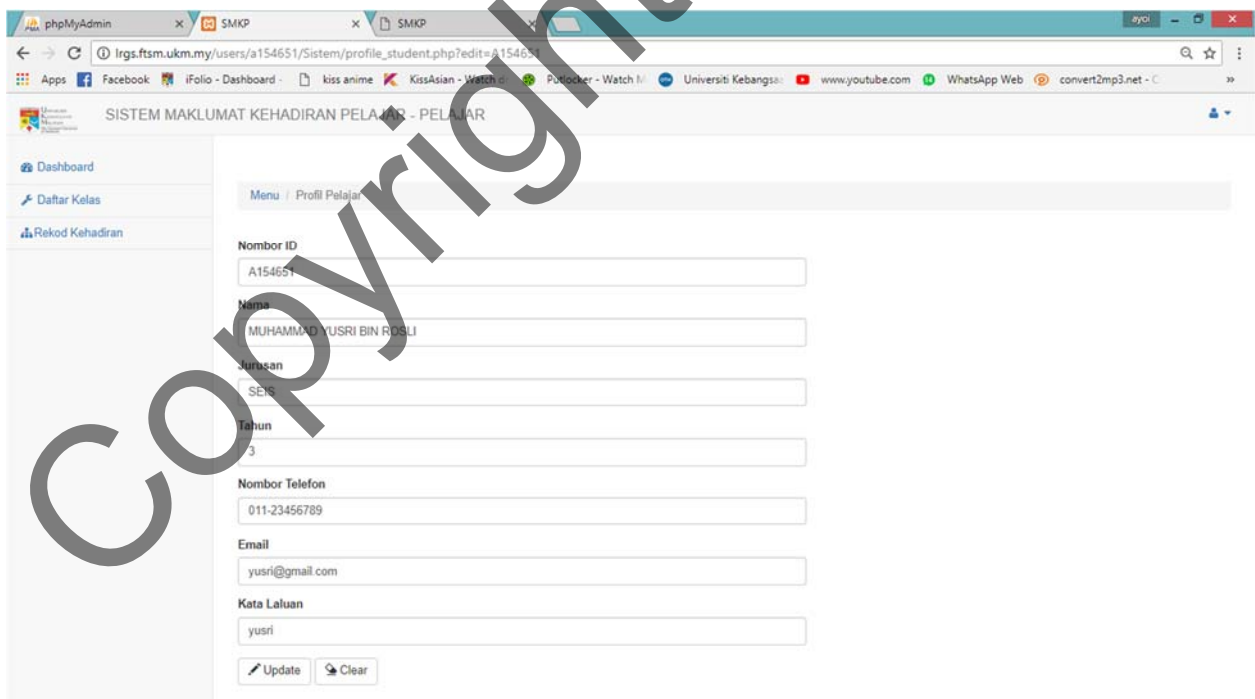 phpMyAdmin SMKP SMKP ayoi
lrgs.ftsm.ukm.my/users/a154651/Sistem/profile_student.php?edit=A154651
Apps Facebook iFolio - Dashboard - kiss anime KissAsian - Watch Putlocker - Watch M Universiti Kebangsa www.youtube.com WhatsApp Web convert2mp3.net - C »
SISTEM MAKLUMAT KEHADIRAN PELAJAR - PELAJAR
Dashboard
Daftar Kelas
Rekod Kehadiran
Menu / Profil Pelajar
Nombor ID
A154651
Nama
MUHAMMAD YUSRI BIN ROSLI
Jurusan
SEIS
Tahun
3
Nombor Telefon
011-23456789
Email
yusri@gmail.com
Kata Laluan
yusri
Update Clear
Copyright